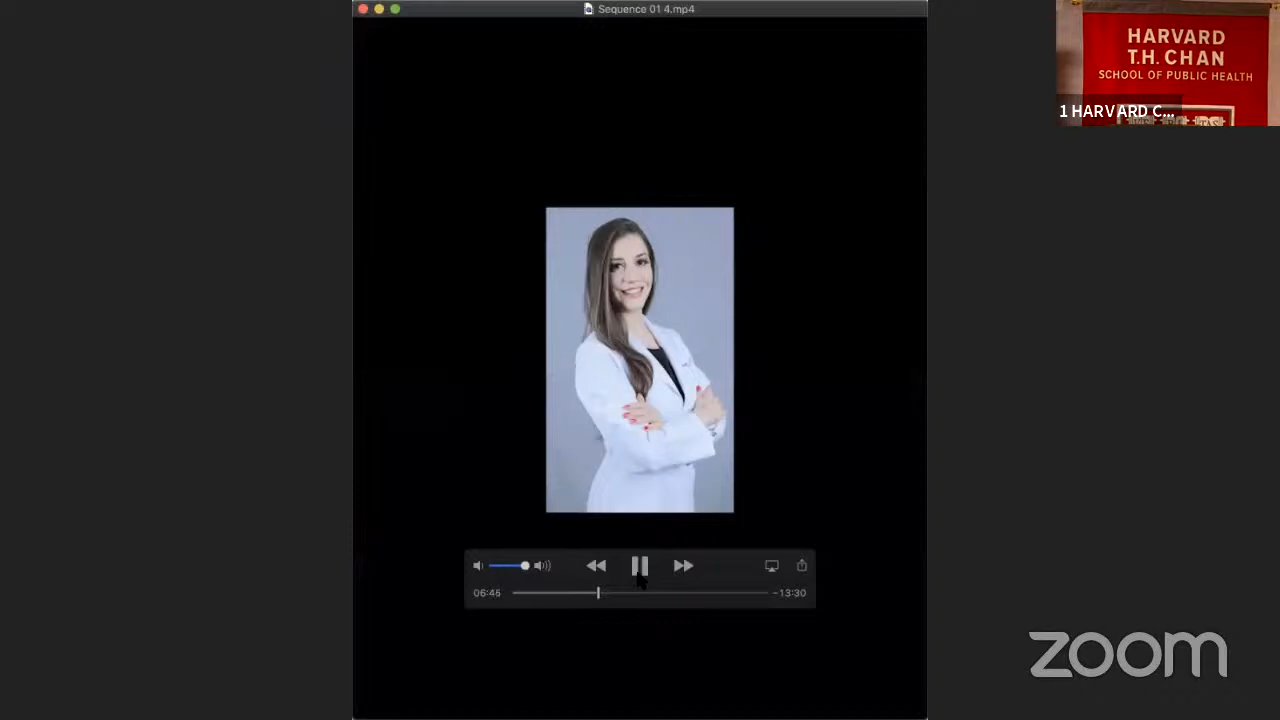 Sequence 01 4.mp4
HARVARD
T.H. CHAN
SCHOOL OF PUBLIC HEALTH
1 HARVARD C...
06:45
-13:30
zoom